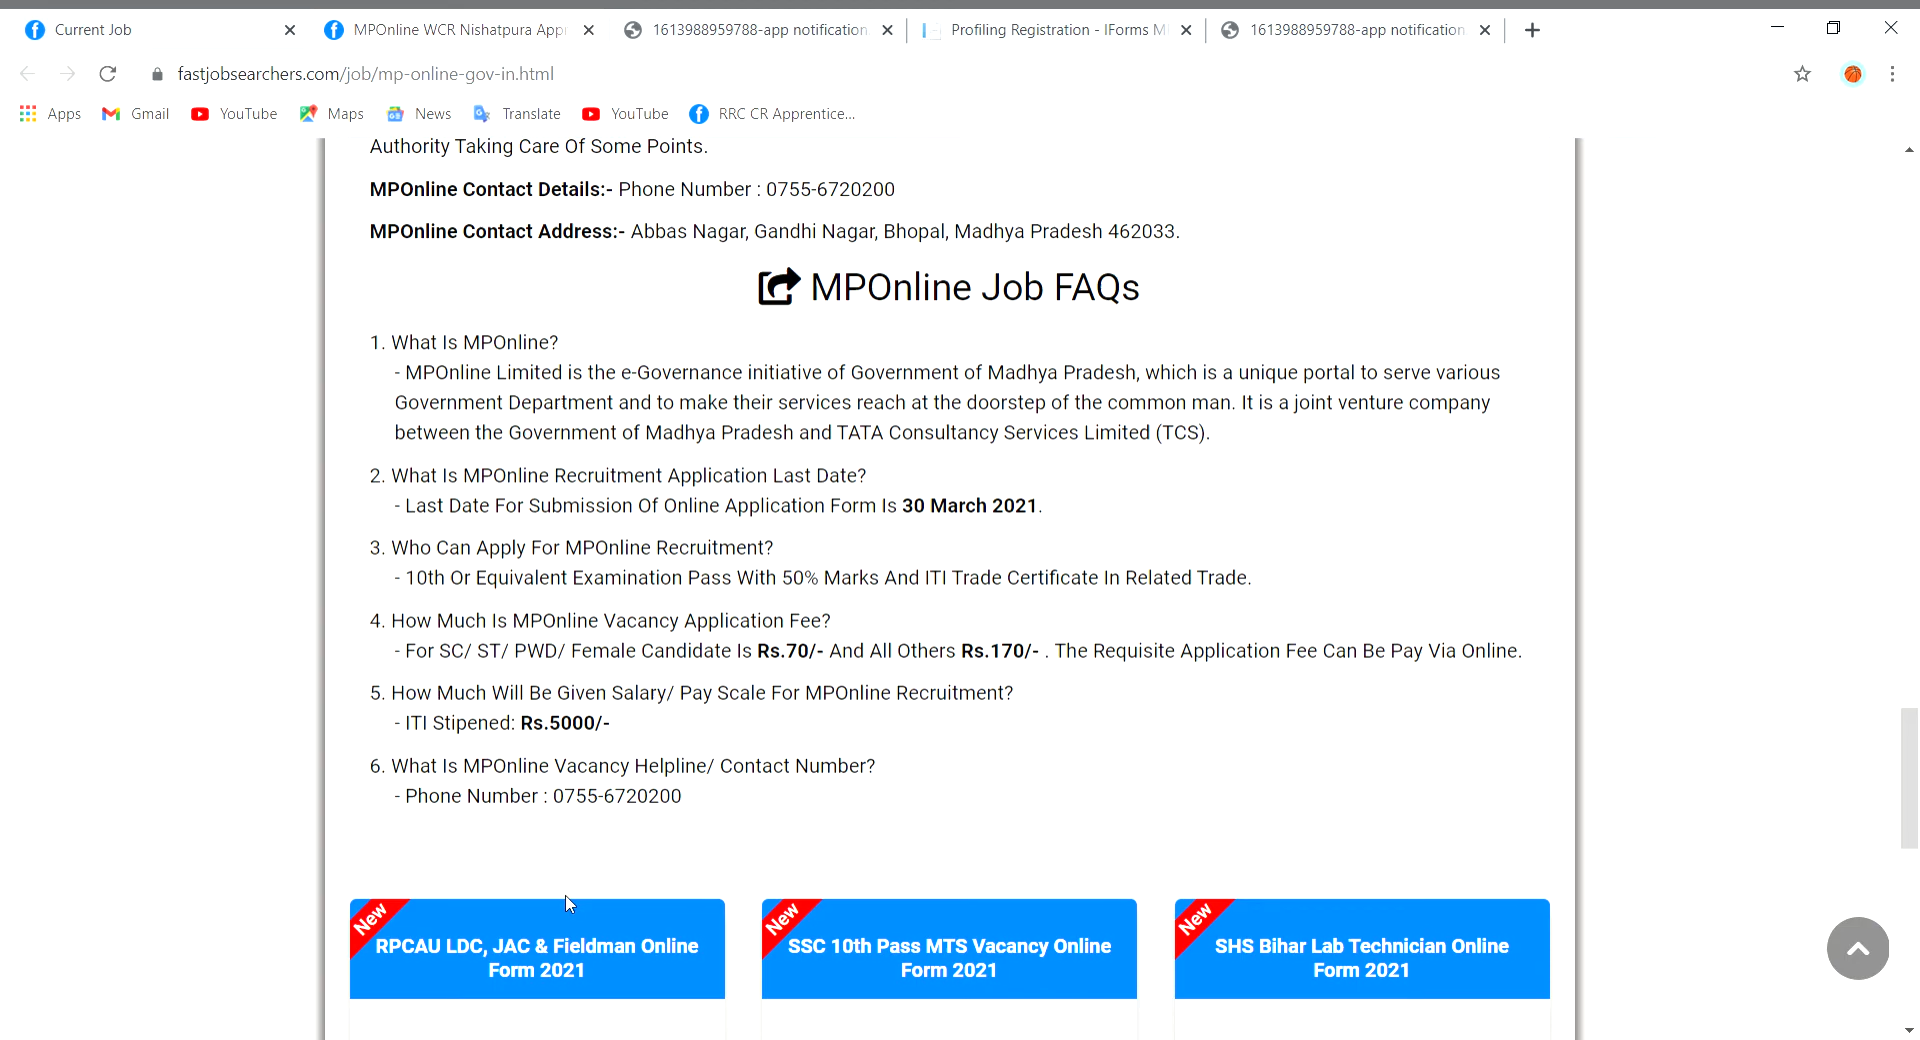 Current Job
MPOnline WCR Nishatpura Appr
1613988959788-app notification
Profiling Registration - IForms M
1613988959788-app notification
fastjobsearchers.com/job/mp-online-gov-in.html
Apps
Gmail
YouTube
Maps
News
Translate
YouTube
RRC CR Apprentice...
Authority Taking Care Of Some Points.
MPOnline Contact Details:- Phone Number : 0755-6720200
MPOnline Contact Address:- Abbas Nagar, Gandhi Nagar, Bhopal, Madhya Pradesh 462033.
MPOnline Job FAQs
1. What Is MPOnline?
- MPOnline Limited is the e-Governance initiative of Government of Madhya Pradesh, which is a unique portal to serve various
Government Department and to make their services reach at the doorstep of the common man. It is a joint venture company
between the Government of Madhya Pradesh and TATA Consultancy Services Limited (TCS).
2. What Is MPOnline Recruitment Application Last Date?
- Last Date For Submission Of Online Application Form Is 30 March 2021.
3. Who Can Apply For MPOnline Recruitment?
- 10th Or Equivalent Examination Pass With 50% Marks And ITI Trade Certificate In Related Trade.
4. How Much Is MPOnline Vacancy Application Fee?
- For SC/ ST/ PWD/ Female Candidate Is Rs.70/- And All Others Rs.170/- . The Requisite Application Fee Can Be Pay Via Online.
5. How Much Will Be Given Salary/ Pay Scale For MPOnline Recruitment?
- ITI Stipened: Rs.5000/-
6. What Is MPOnline Vacancy Helpline/ Contact Number?
- Phone Number : 0755-6720200
New
RPCAU LDC, JAC & Fieldman Online
Form 2021
New
SSC 10th Pass MTS Vacancy Online
Form 2021
New
SHS Bihar Lab Technician Online
Form 2021